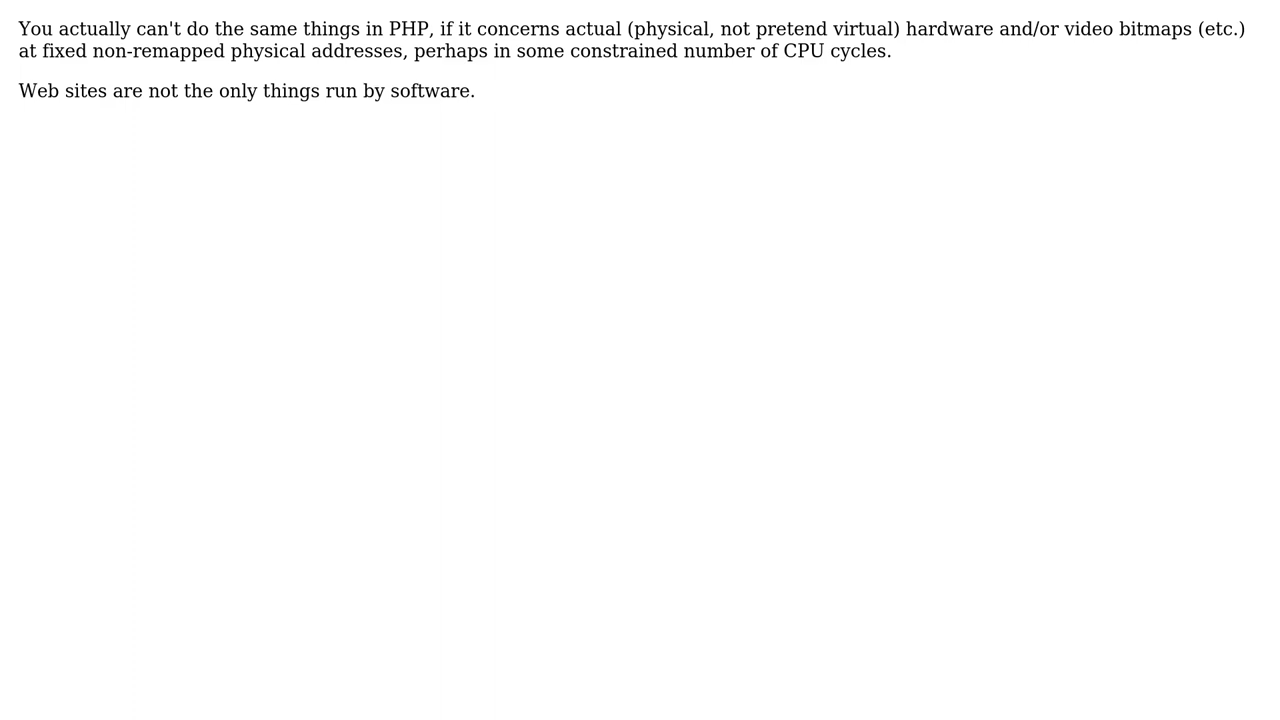 You actually can't do the same things in PHP, if it concerns actual (physical, not pretend virtual) hardware and/or video bitmaps (etc.)
at fixed non-remapped physical addresses, perhaps in some constrained number of CPU cycles.
Web sites are not the only things run by software.